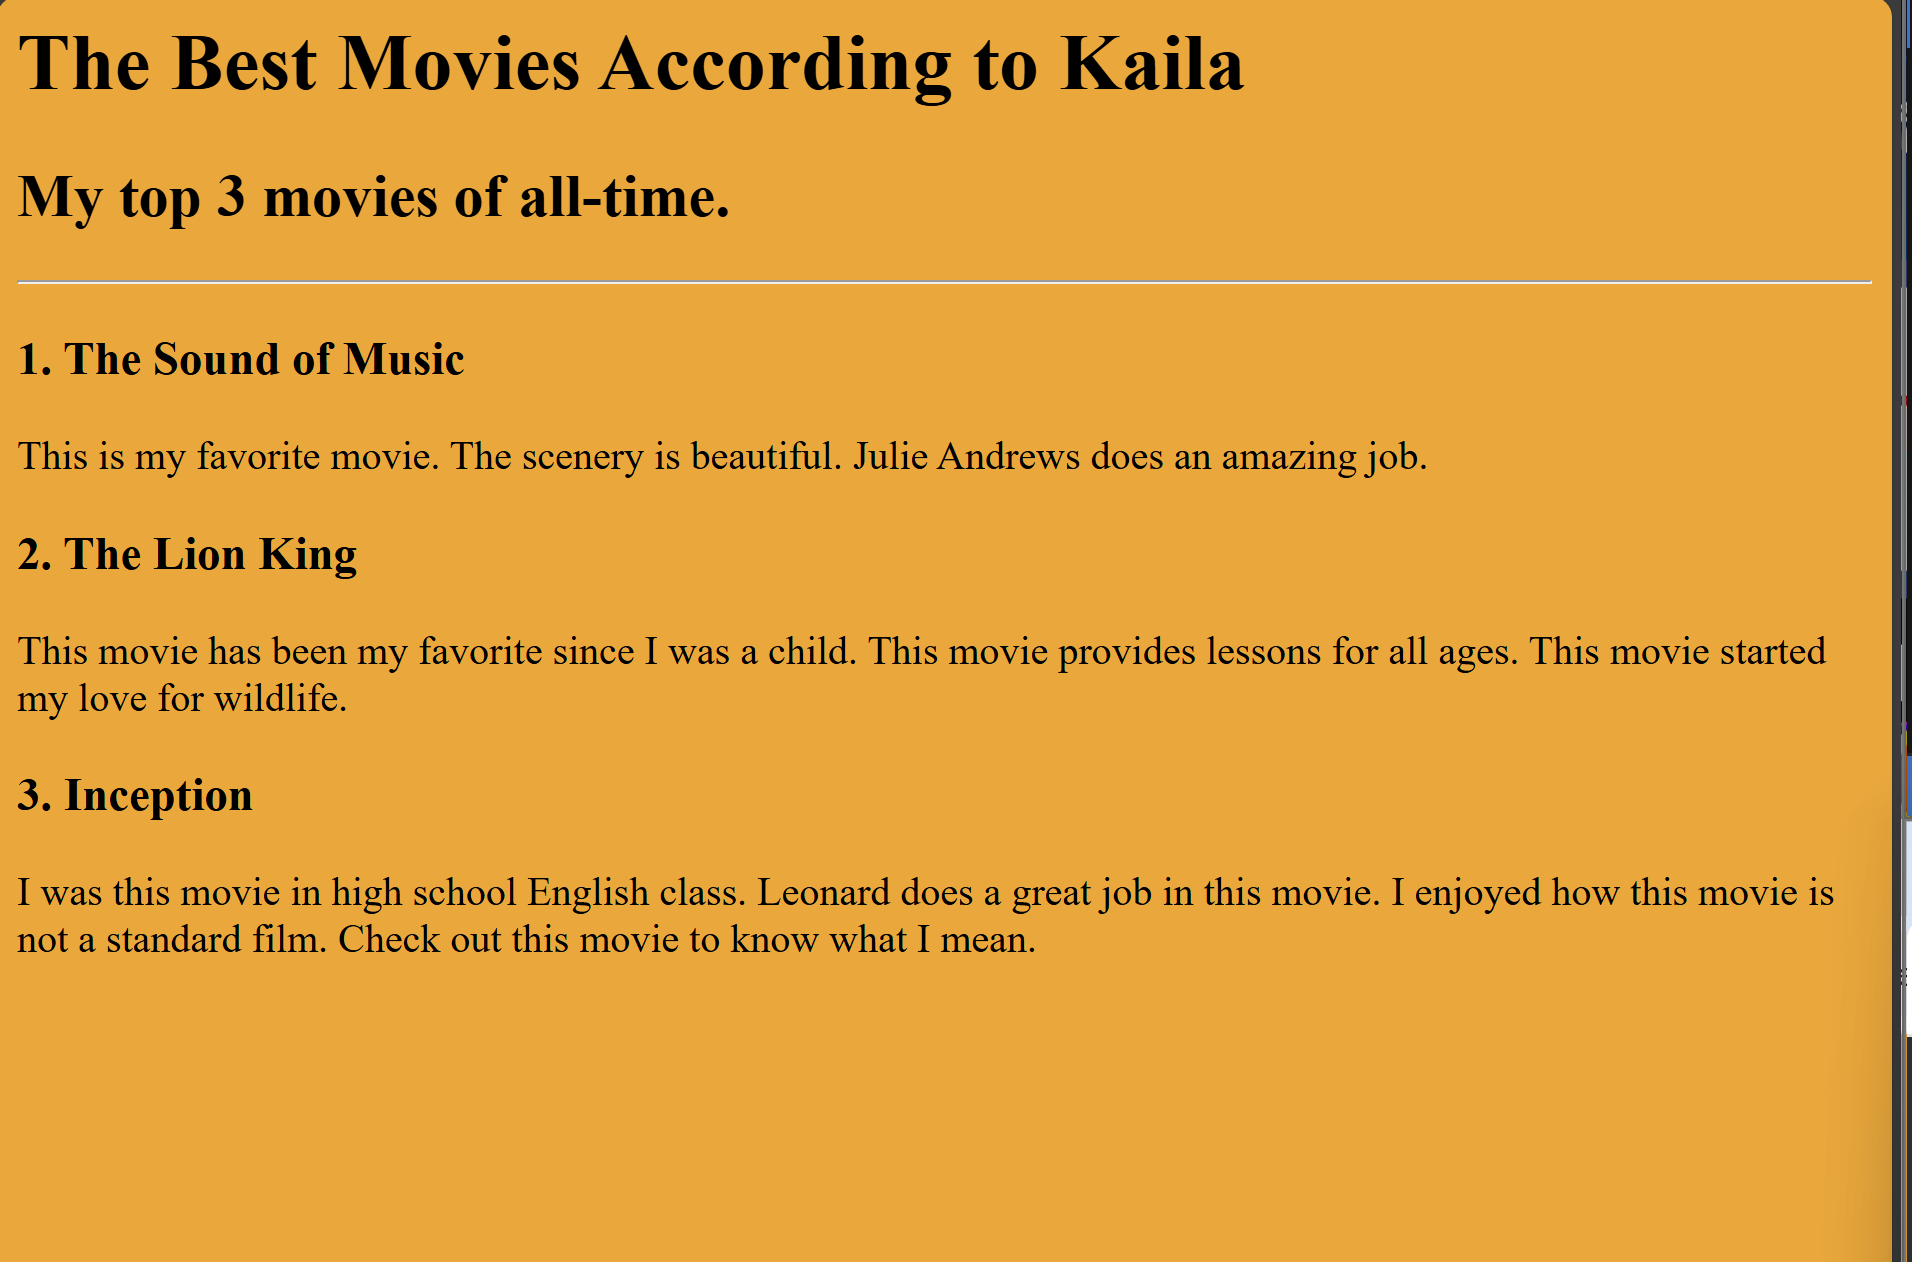 The Best Movies According to Kaila
My top 3 movies of all-time.
1. The Sound of Music
This is my favorite movie. The scenery is beautiful. Julie Andrews does an amazing job.
2. The Lion King
This movie has been my favorite since I was a child. This movie provides lessons for all ages. This movie started
my love for wildlife.
3. Inception
I was this movie in high school English class. Leonard does a great job in this movie. I enjoyed how this movie is
not a standard film. Check out this movie to know what I mean.